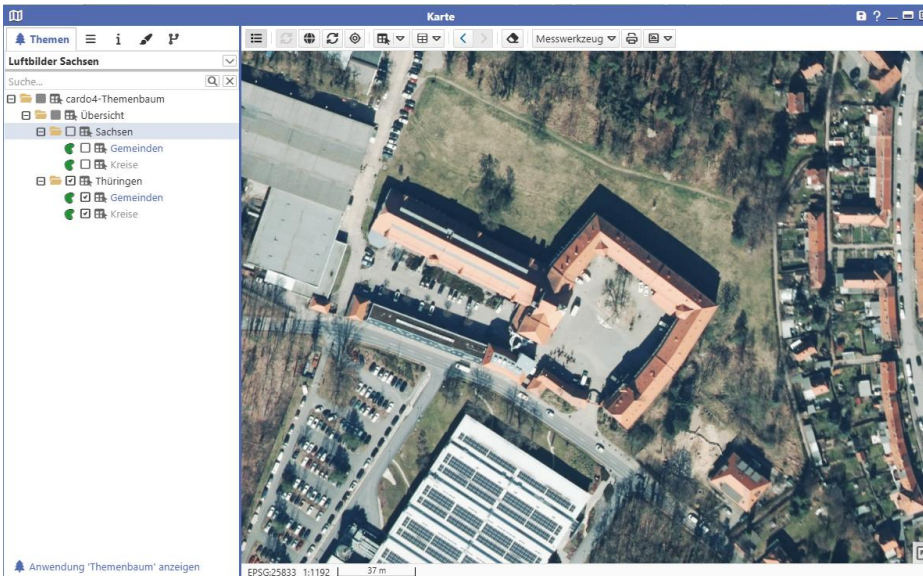 Karte
?
Themen
i
Luftbilder Sachsen
Suche...
cardo4-Themenbaum
Übersicht
Sachsen
Gemeinden
Kreise
Thüringen
Gemeinden
Kreise
Messwerkzeug
Anwendung 'Themenbaum' anzeigen
EPSG:25833 1:1192 37 m